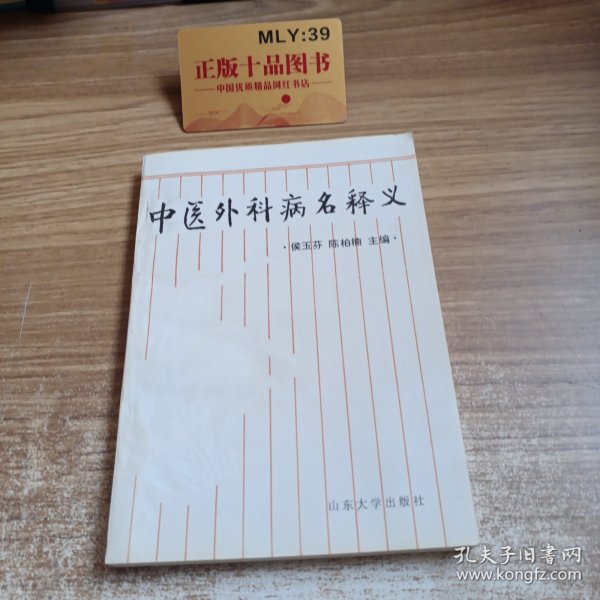 MLY:39
正版十品图书
中国优质精品网红书店
中医外科病名释义
·侯玉芬 陈柏楠 主编·
山东大学出版社
孔夫子旧书网
www.kongfz.com